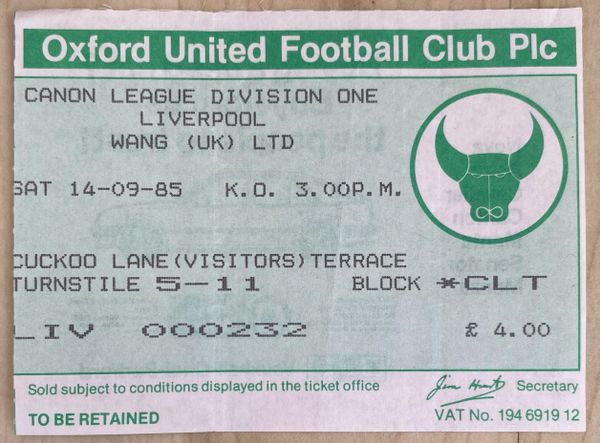 Oxford United Football Club Plc
CANON LEAGUE DIVISION ONE
LIVERPOOL
WANG (UK) LTD
SAT 14-09-85 K.O. 3.00P.M.
CUCKOO LANE(VISITORS)TERRACE
TURNSTILE 5-11 BLOCK *CLT
LIV 000232 £ 4.00
Sold subject to conditions displayed in the ticket office Jim Hunt Secretary
TO BE RETAINED VAT No. 194 6919 12